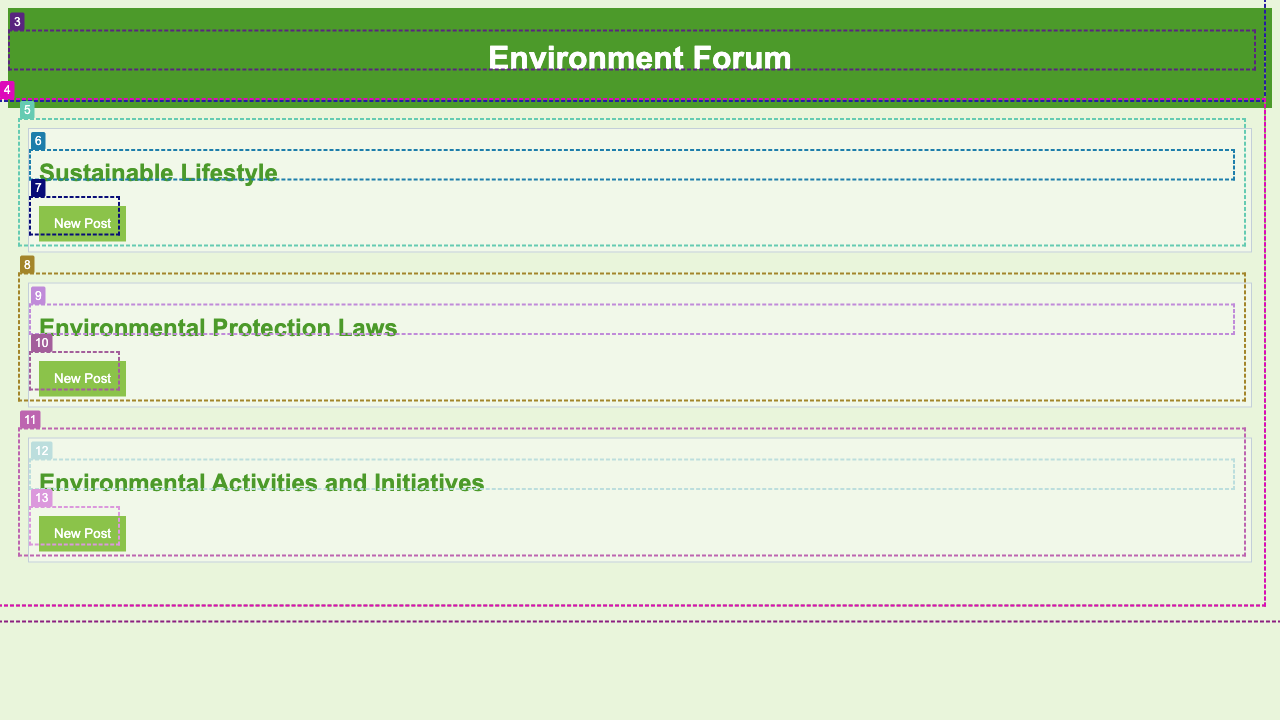 3
Environment Forum
4
5
6
Sustainable Lifestyle
7
New Post
8
9
Environmental Protection Laws
10
New Post
11
12
Environmental Activities and Initiatives
13
New Post